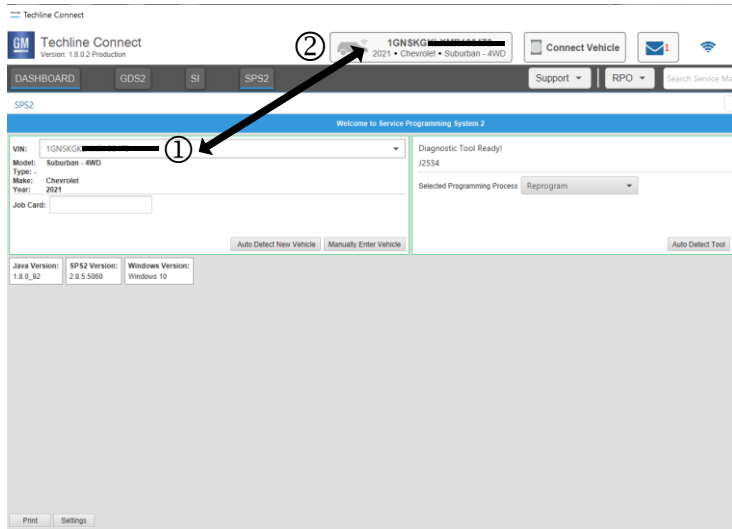 Techline Connect
GM
Techline Connect
Version: 1.8.0.2 Production
②
2021 • Chevrolet • Suburban - 4WD
Connect Vehicle
1
DASHBOARD
GDS2
SI
SPS2
Support
RPO
Search Service Ma
SPS2
Welcome to Service Programming System 2
VIN:
1GNSKGK
①
Model: Suburban - 4WD
Type: -
Make: Chevrolet
Year: 2021
Job Card:
Auto Detect New Vehicle
Manually Enter Vehicle
Diagnostic Tool Ready!
J2534
Selected Programming Process
Reprogram
Auto Detect Tool
Java Version:
1.8.0_92
SPS2 Version:
2.8.5.5060
Windows Version:
Windows 10
Print
Settings